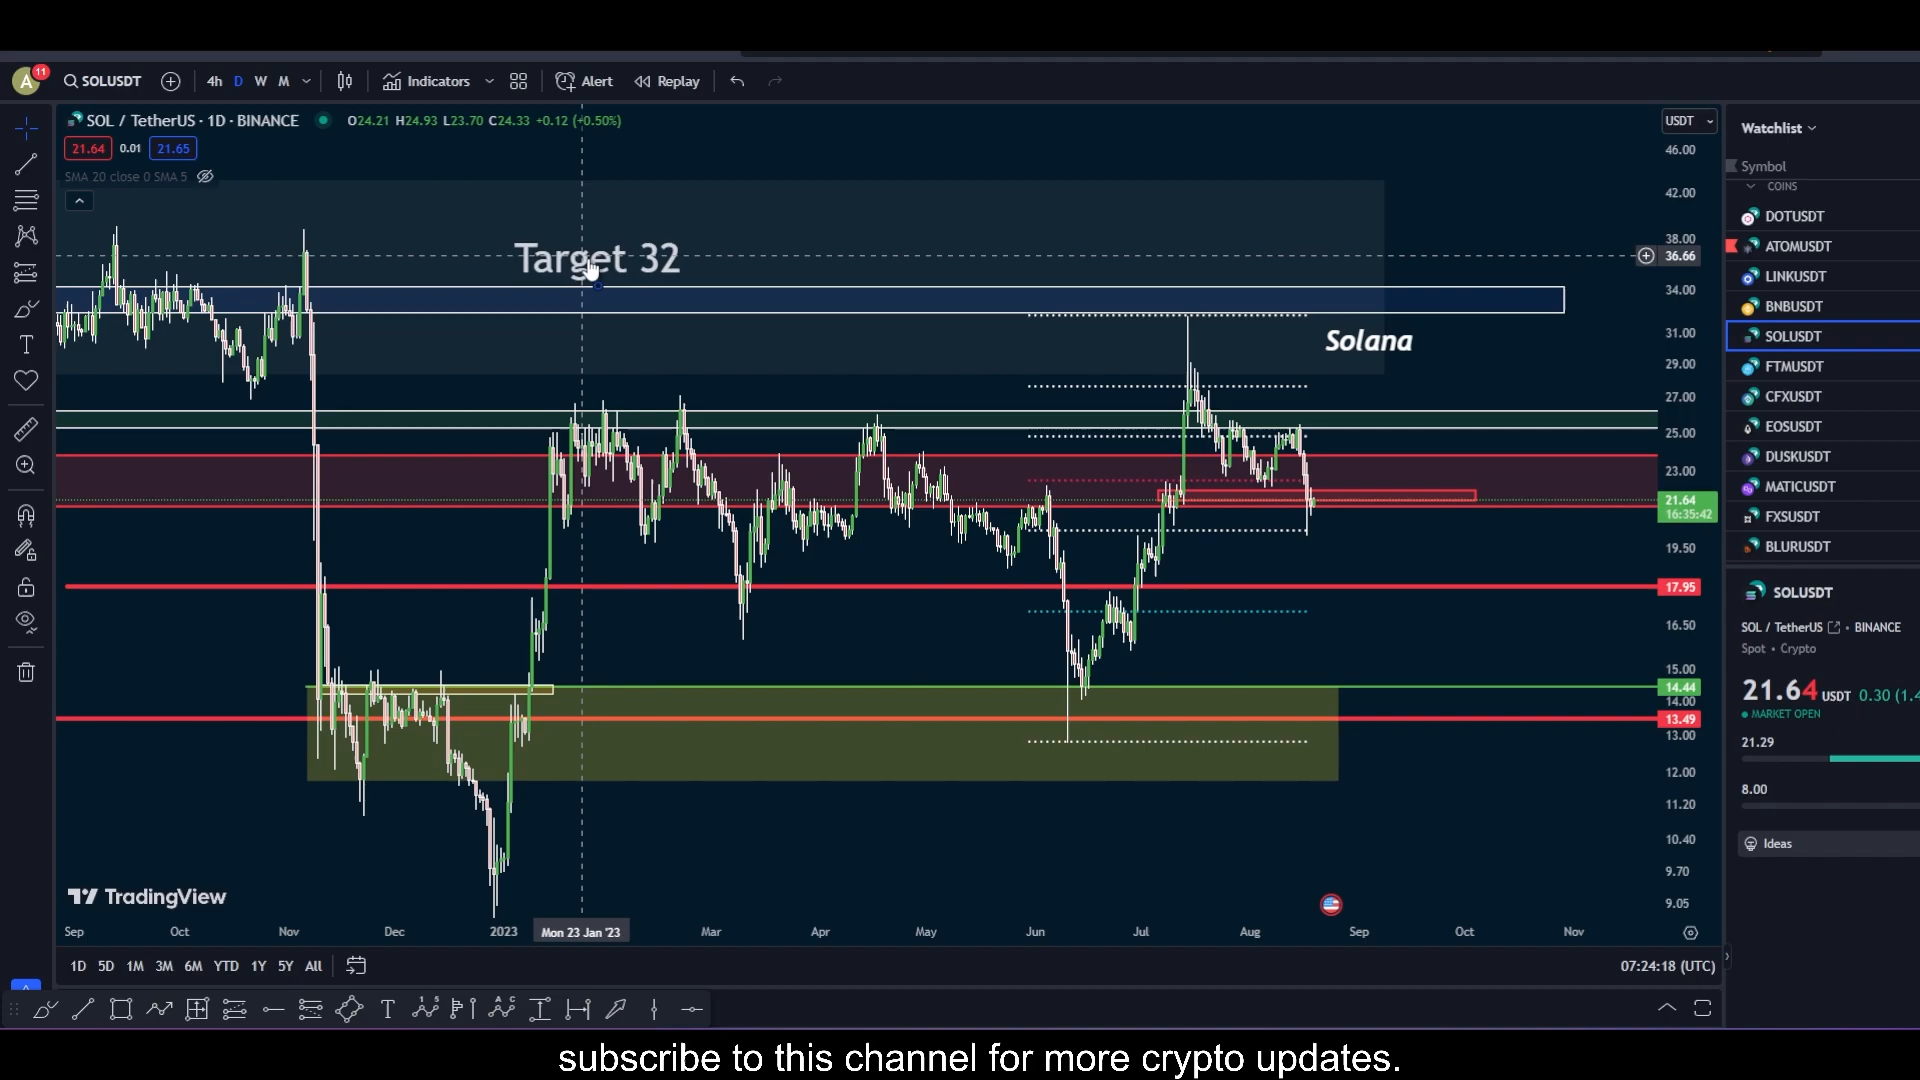 A 11 SOLUSDT 4h D W M Indicators Alert Replay
SOL / TetherUS · 1D · BINANCE O24.21 H24.93 L23.70 C24.33 +0.12 (+0.50%)
21.64 0.01 21.65
SMA 20 close 0 SMA 5
USDT
46.00
42.00
38.00
36.66
34.00
31.00
29.00
27.00
25.00
23.00
21.64
16:35:42
19.50
17.95
16.50
15.00
14.44
14.00
13.49
13.00
12.00
11.20
10.40
9.70
9.05
Target 32
Solana
TradingView
Sep Oct Nov Dec 2023 Mon 23 Jan '23 Mar Apr May Jun Jul Aug Sep Oct Nov
1D 5D 1M 3M 6M YTD 1Y 5Y All
07:24:18 (UTC)
Watchlist
Symbol
COINS
DOTUSDT
ATOMUSDT
LINKUSDT
BNBUSDT
SOLUSDT
FTMUSDT
CFXUSDT
EOSUSDT
DUSKUSDT
MATICUSDT
FXSUSDT
BLURUSDT
SOLUSDT
SOL / TetherUS · BINANCE
Spot · Crypto
21.64 USDT 0.30 (1.4
MARKET OPEN
21.29
8.00
Ideas
subscribe to this channel for more crypto updates.